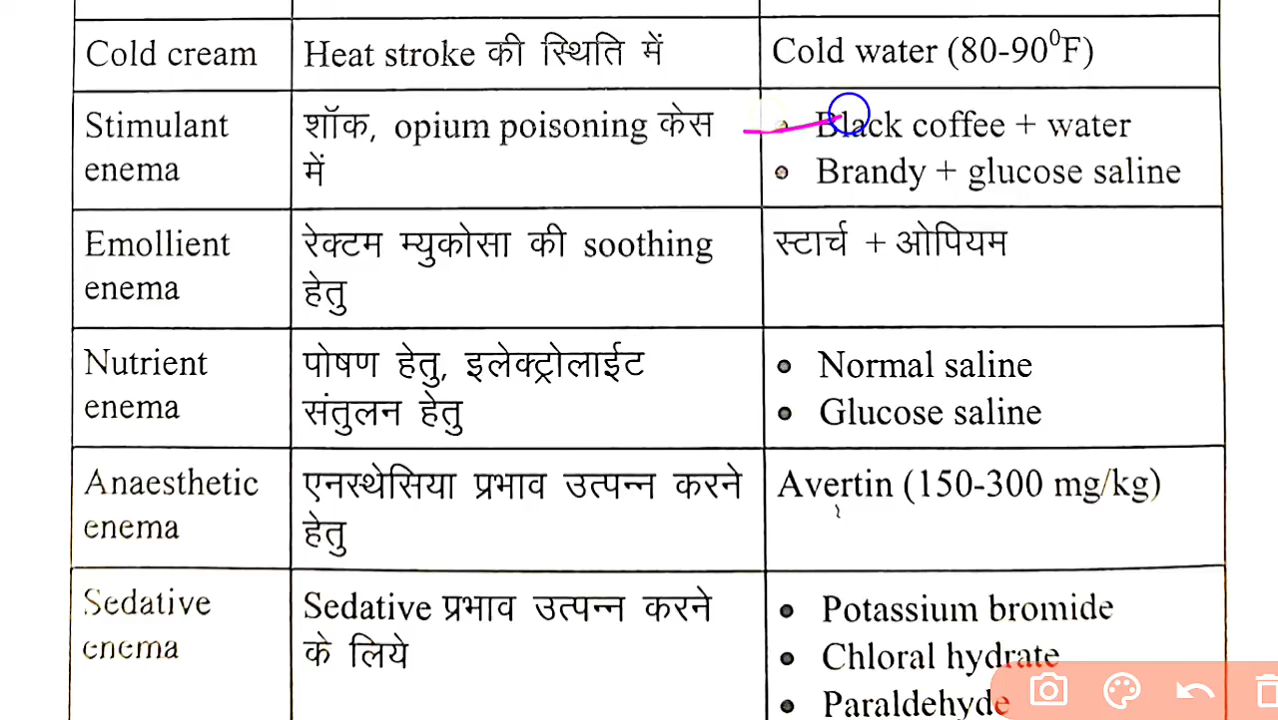 Cold cream
Heat stroke की स्थिति में
Cold water (80-90⁰F)
Stimulant
enema
शॉक, opium poisoning केस
में
Black coffee + water
Brandy + glucose saline
Emollient
enema
रेक्टम म्युकोसा की soothing
हेतु
स्टार्च + ओपियम
Nutrient
enema
पोषण हेतु, इलेक्ट्रोलाईट
संतुलन हेतु
Normal saline
Glucose saline
Anaesthetic
enema
एनस्थेसिया प्रभाव उत्पन्न करने
हेतु
Avertin (150-300 mg/kg)
Sedative
enema
Sedative प्रभाव उत्पन्न करने
के लिये
Potassium bromide
Chloral hydrate
Paraldehyde